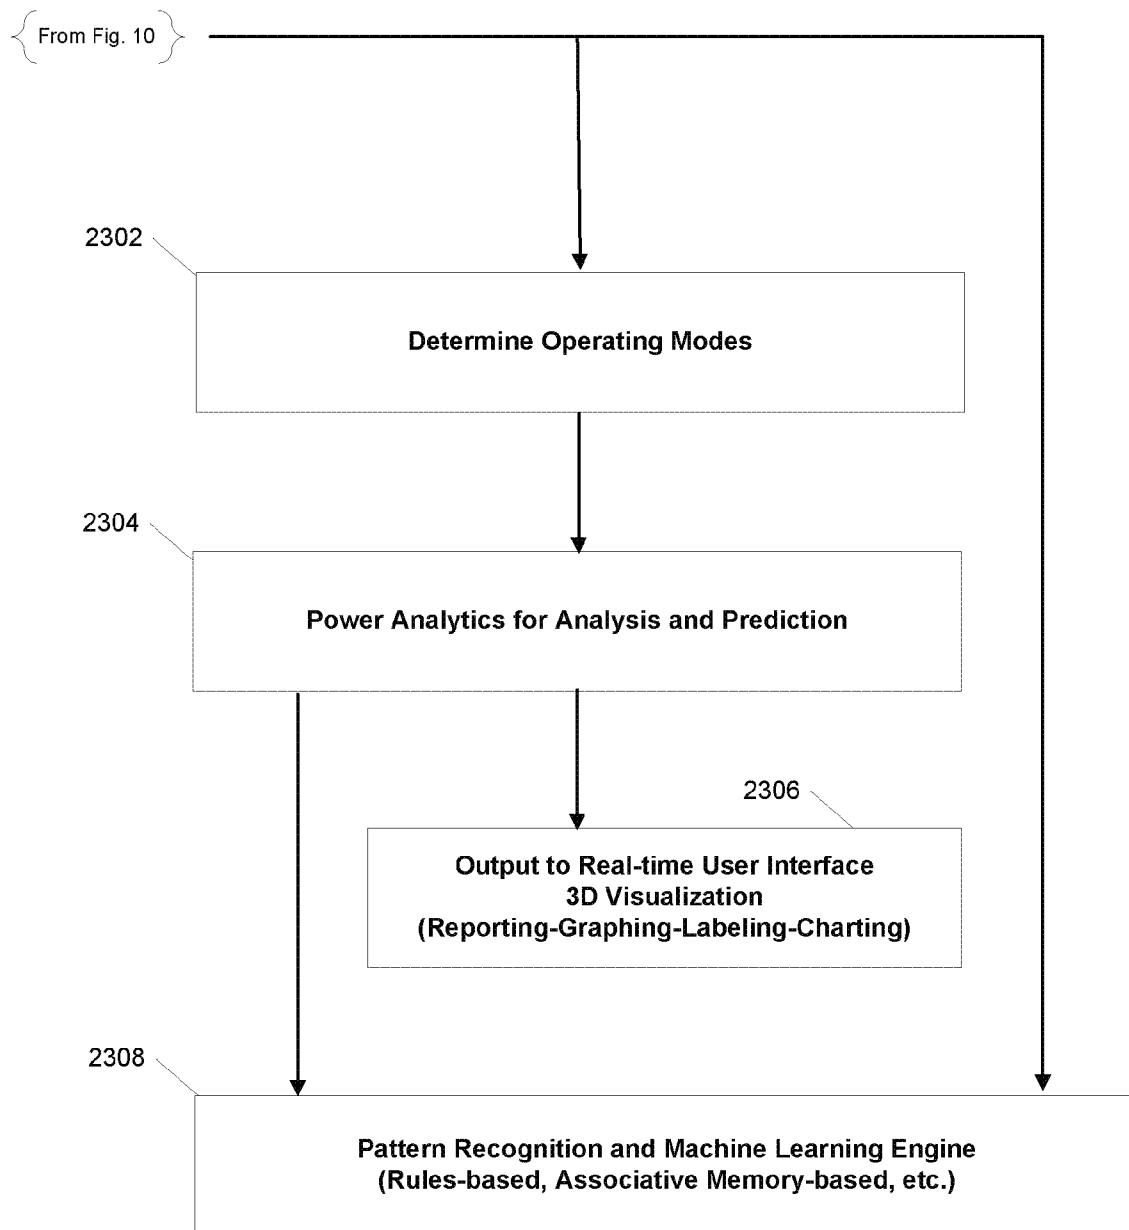 From Fig. 10
2302
Determine Operating Modes
2304
Power Analytics for Analysis and Prediction
2306
Output to Real-time User Interface
3D Visualization
(Reporting-Graphing-Labeling-Charting)
2308
Pattern Recognition and Machine Learning Engine
(Rules-based, Associative Memory-based, etc.)